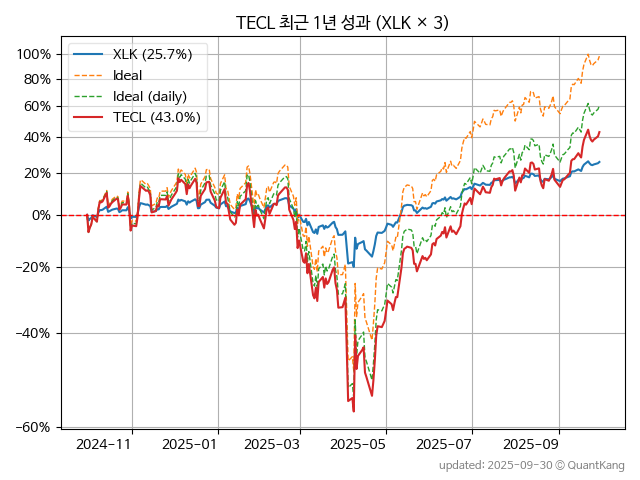 TECL 최근 1년 성과 (XLK × 3)
XLK (25.7%)
Ideal
Ideal (daily)
TECL (43.0%)
100%
80%
60%
40%
20%
0%
−20%
−40%
−60%
2024-11
2025-01
2025-03
2025-05
2025-07
2025-09
updated: 2025-09-30 © QuantKang